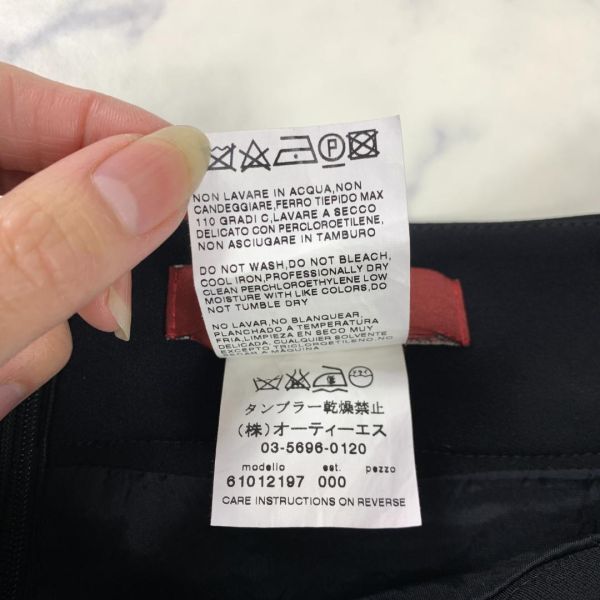 NON LAVARE IN ACQUA,NON
CANDEGGIARE,FERRO TIEPIDO MAX
110 GRADI C,LAVARE A SECCO
DELICATO CON PERCLOROETILENE,
NON ASCIUGARE IN TAMBURO
DO NOT WASH,DO NOT BLEACH,
COOL IRON,PROFESSIONALLY DRY
CLEAN PERCHLOROETHYLENE LOW
MOISTURE WITH LIKE COLORS,DO
NOT TUMBLE DRY
NO LAVAR,NO BLANQUEAR,
PLANCHADO A TEMPERATURA
FRIA,LIMPIEZA EN SECO MUY
DELICADA, CUALQUIER SOLVENTE
EXCEPTO TRICLOROETILENO,NO
SECAR A MAQUINA
タンブラー乾燥禁止
(株)オーティーエス
03-5696-0120
modello est. pezzo
61012197 000
CARE INSTRUCTIONS ON REVERSE